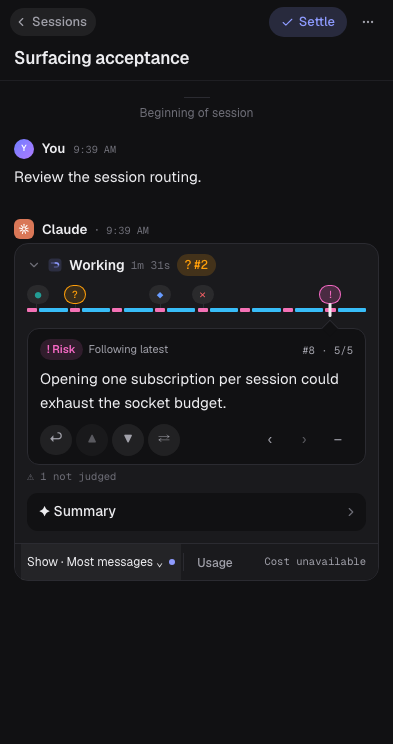 Sessions
Settle
Surfacing acceptance
Beginning of session
Y You 9:39 AM
Review the session routing.
Claude · 9:39 AM
Working 1m 31s ? #2
? ! 
! Risk Following latest #8 · 5/5
Opening one subscription per session could
exhaust the socket budget.
⚠ 1 not judged
Summary
Show · Most messages Usage Cost unavailable